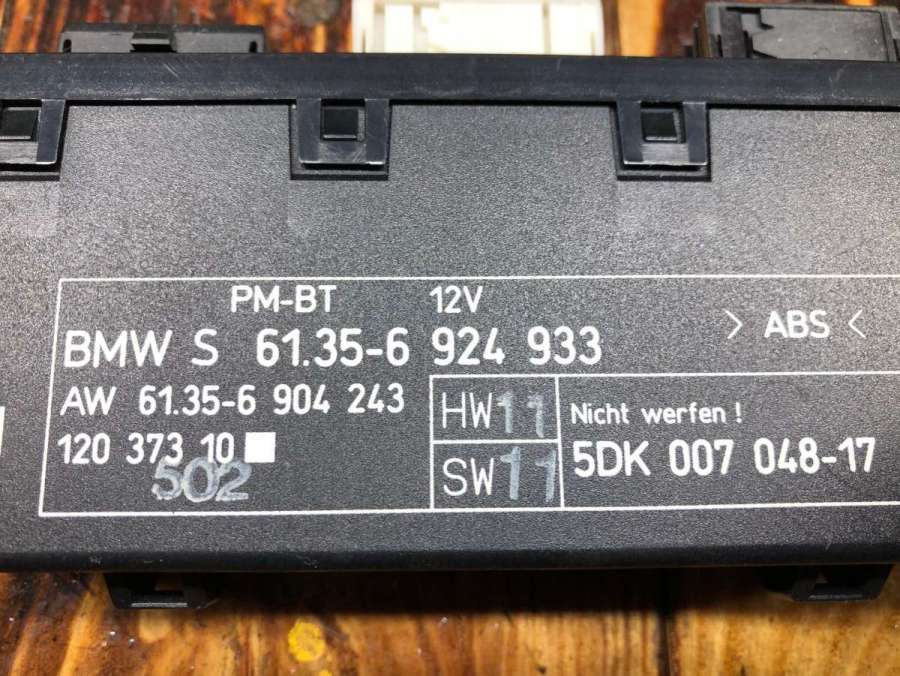 PM-BT 12V
BMW S 61.35-6 924 933
> ABS <
AW 61.35-6 904 243
HW 11
Nicht werfen !
120 373 10
SW 11
5DK 007 048-17
502